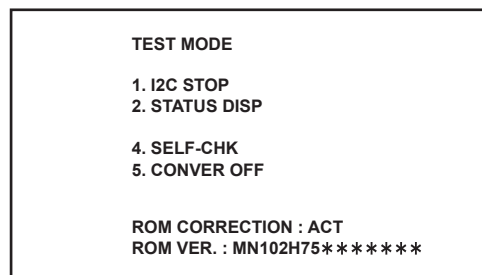 TEST MODE
1. I2C STOP
2. STATUS DISP
4. SELF-CHK
5. CONVER OFF
ROM CORRECTION : ACT
ROM VER. : MN102H75*******